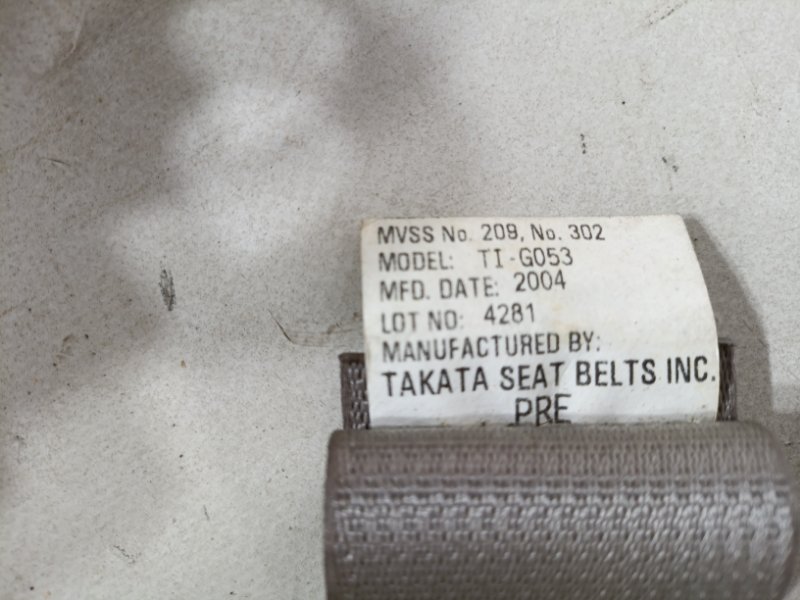 MVSS No. 209, No. 302
MODEL: TI-G053
MFD. DATE: 2004
LOT NO: 4281
MANUFACTURED BY:
TAKATA SEAT BELTS INC.
PRE